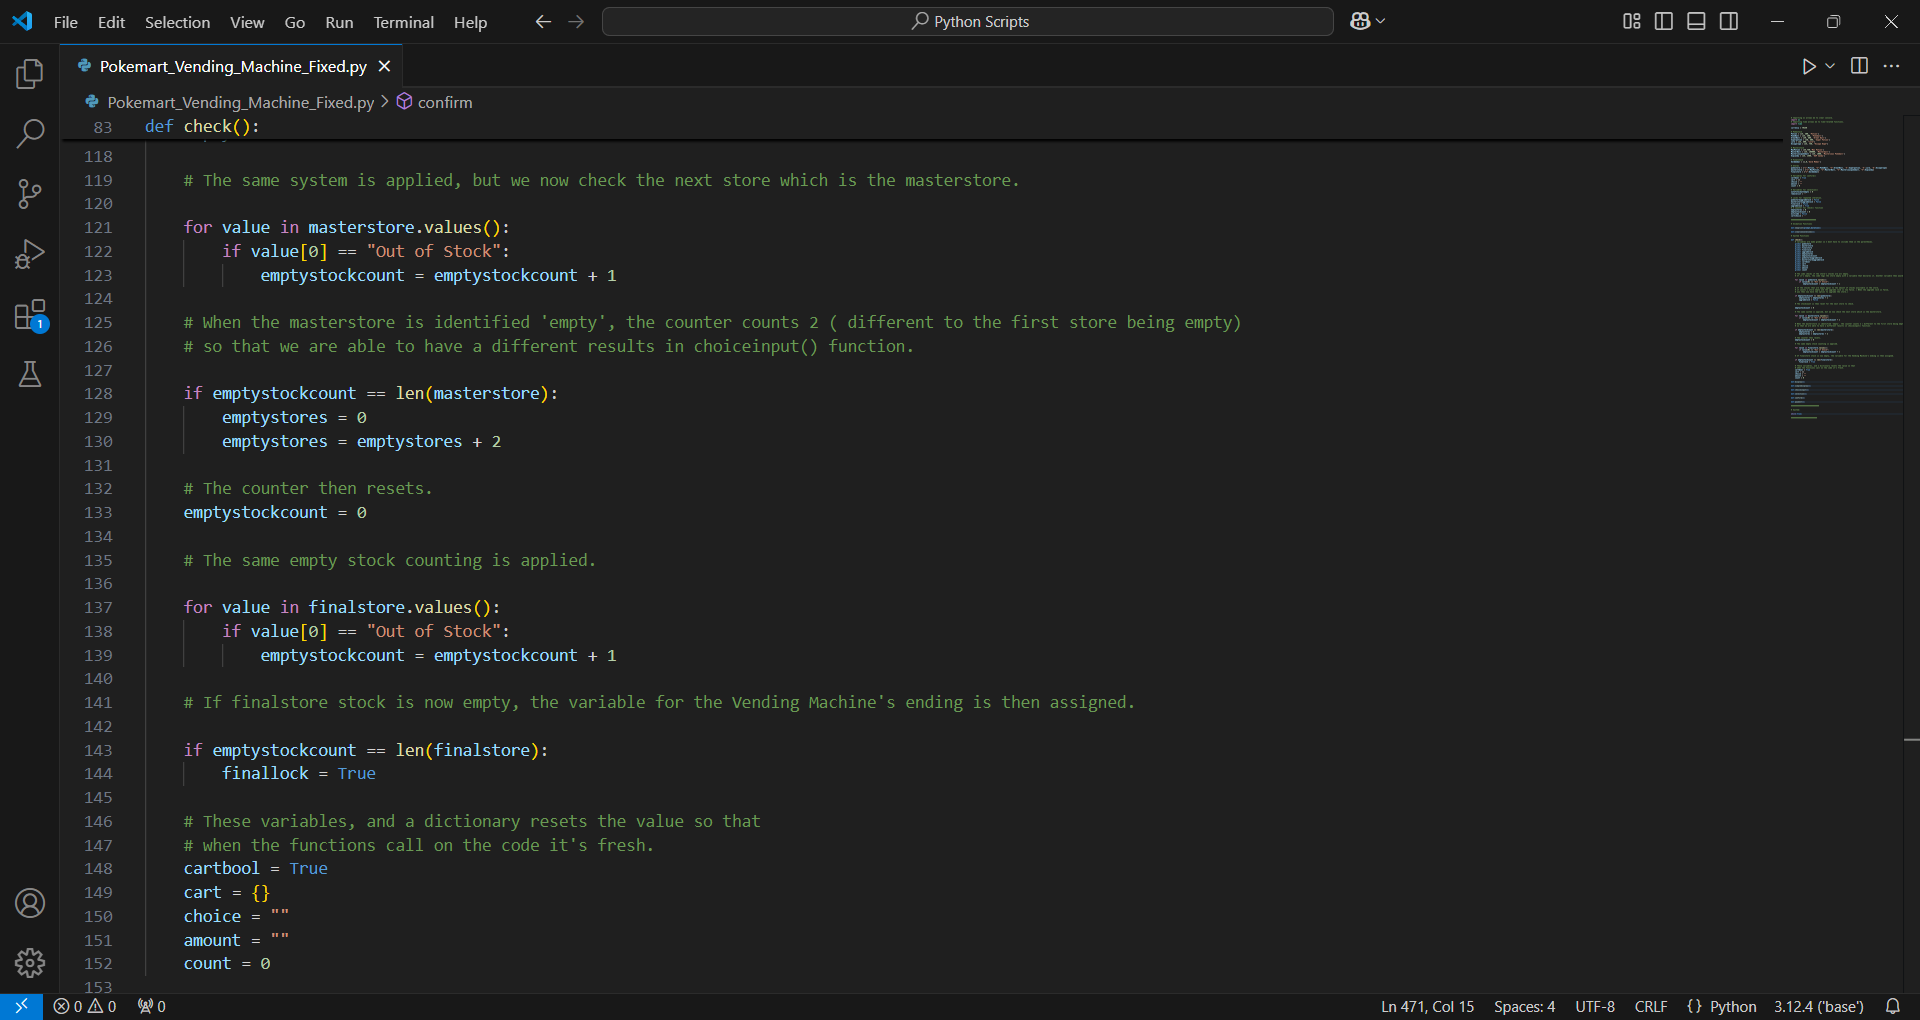 File Edit Selection View Go Run Terminal Help Python Scripts
Pokemart_Vending_Machine_Fixed.py
Pokemart_Vending_Machine_Fixed.py > confirm
83 def check():
118
119 # The same system is applied, but we now check the next store which is the masterstore.
120
121 for value in masterstore.values():
122 if value[0] == "Out of Stock":
123 emptystockcount = emptystockcount + 1
124
125 # When the masterstore is identified 'empty', the counter counts 2 ( different to the first store being empty)
126 # so that we are able to have a different results in choiceinput() function.
127
128 if emptystockcount == len(masterstore):
129 emptystores = 0
130 emptystores = emptystores + 2
131
132 # The counter then resets.
133 emptystockcount = 0
134
135 # The same empty stock counting is applied.
136
137 for value in finalstore.values():
138 if value[0] == "Out of Stock":
139 emptystockcount = emptystockcount + 1
140
141 # If finalstore stock is now empty, the variable for the Vending Machine's ending is then assigned.
142
143 if emptystockcount == len(finalstore):
144 finallock = True
145
146 # These variables, and a dictionary resets the value so that
147 # when the functions call on the code it's fresh.
148 cartbool = True
149 cart = {}
150 choice = ""
151 amount = ""
152 count = 0
153
1
0 0 0 Ln 471, Col 15 Spaces: 4 UTF-8 CRLF {} Python 3.12.4 ('base')